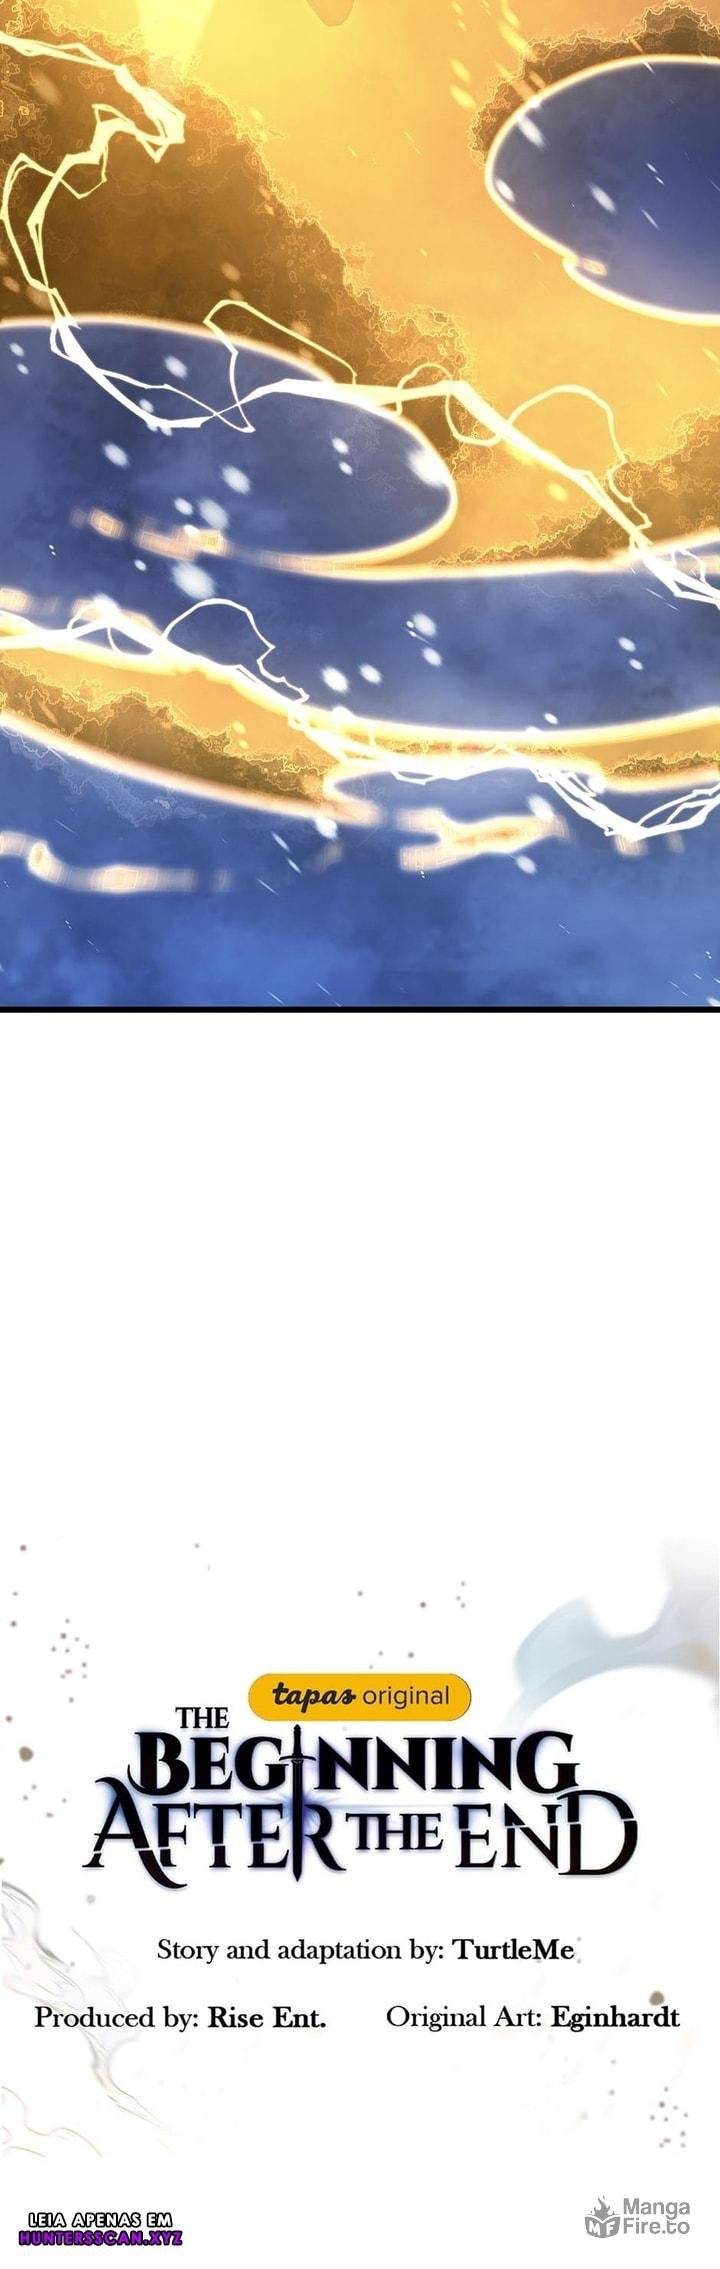 tapas original
THE
BEGINNING
AFTER THE END
Story and adaptation by: TurtleMe
Produced by: Rise Ent. Original Art: Eginhardt
LEIA APENAS EM
HUNTERSSCAN.XYZ
Manga
MF Fire.to